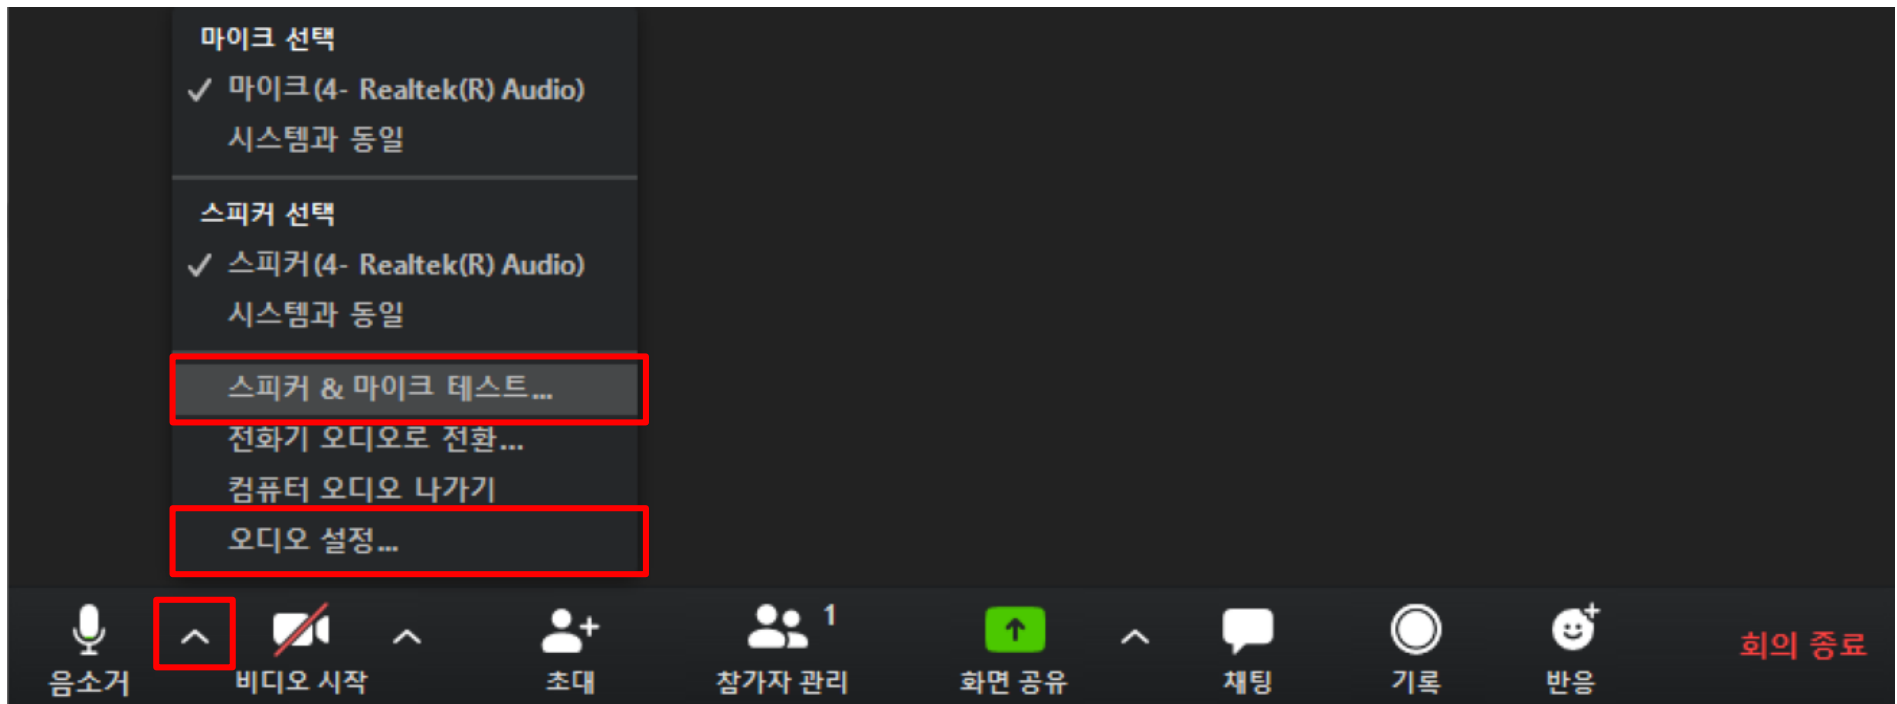 마이크 선택
마이크(4- Realtek(R) Audio)
시스템과 동일
스피커 선택
스피커(4- Realtek(R) Audio)
시스템과 동일
스피커 & 마이크 테스트...
전화기 오디오로 전환...
컴퓨터 오디오 나가기
오디오 설정...
1
음소거 비디오 시작 초대 참가자 관리 화면 공유 채팅 기록 반응 회의 종료